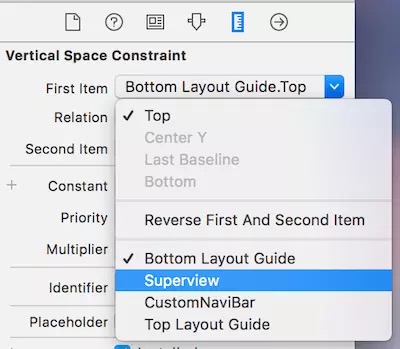 Vertical Space Constraint
First Item Bottom Layout Guide.Top
Relation ✓ Top
Center Y
Second Item Last Baseline
Bottom
+ Constant
Priority Reverse First And Second Item
Multiplier ✓ Bottom Layout Guide
Identifier Superview
CustomNaviBar
Placeholder Top Layout Guide